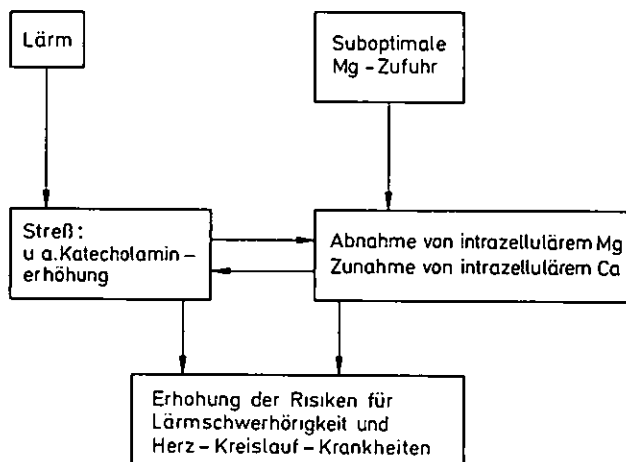 Lärm
Suboptimale
Mg-Zufuhr
Streß:
u a. Katecholamin-
erhöhung
Abnahme von intrazellulärem Mg
Zunahme von intrazellulärem Ca
Erhohung der Risiken für
Lärmschwerhörigkeit und
Herz-Kreislauf-Krankheiten